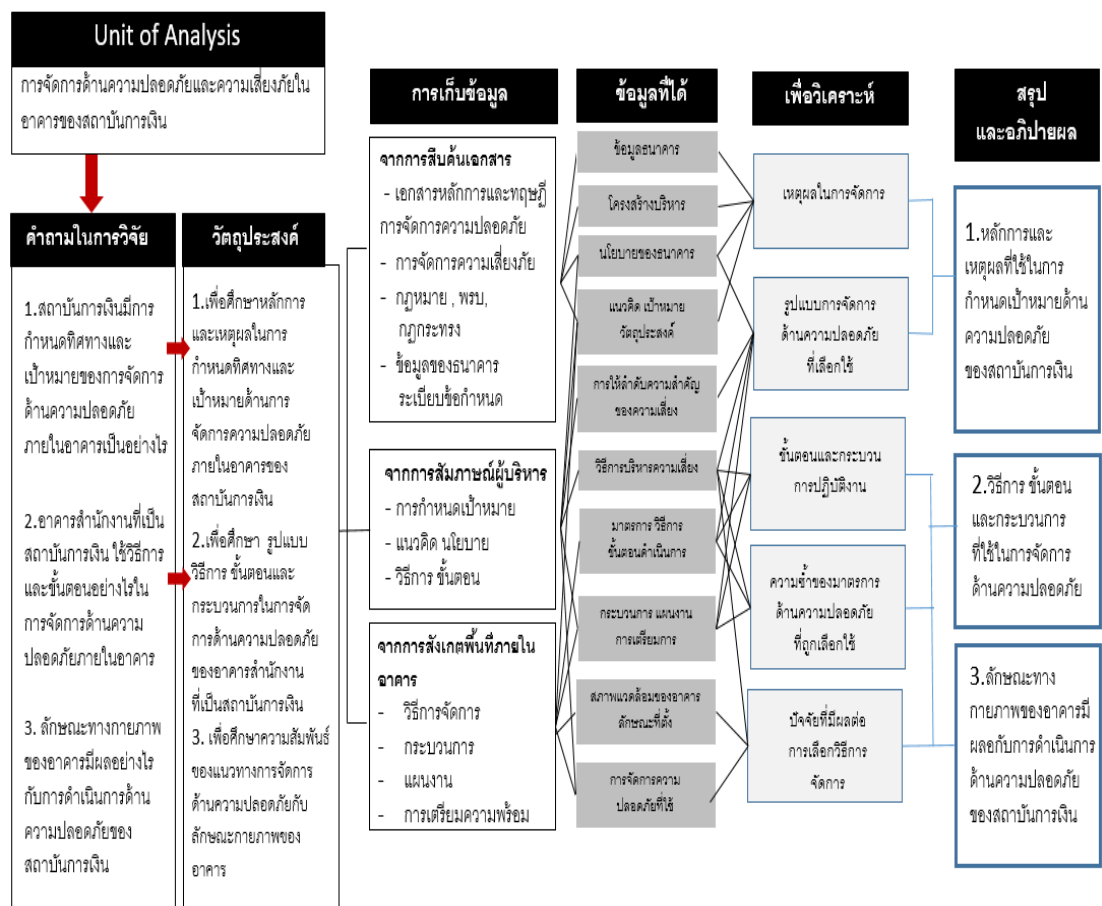 Unit of Analysis
การจัดการด้านความปลอดภัยและความเสี่ยงภัยใน
อาคารของสถาบันการเงิน
คำถามในการวิจัย
1.สถาบันการเงินมีการ
กำหนดทิศทางและ
เป้าหมายของการจัดการ
ด้านความปลอดภัย
ภายในอาคารเป็นอย่างไร
2.อาคารสำนักงานที่เป็น
สถาบันการเงิน ใช้วิธีการ
และขั้นตอนอย่างไรใน
การจัดการด้านความ
ปลอดภัยภายในอาคาร
3. ลักษณะทางกายภาพ
ของอาคารมีผลอย่างไร
กับการดำเนินการด้าน
ความปลอดภัยของ
สถาบันการเงิน
วัตถุประสงค์
1.เพื่อศึกษาหลักการ
และเหตุผลในการ
กำหนดทิศทางและ
เป้าหมายด้านการ
จัดการความปลอดภัย
ภายในอาคารของ
สถาบันการเงิน
2.เพื่อศึกษา รูปแบบ
วิธีการ ขั้นตอนและ
กระบวนการในการจัด
การด้านความปลอดภัย
ของอาคารสำนักงาน
ที่เป็นสถาบันการเงิน
3. เพื่อศึกษาความสัมพันธ์
ของแนวทางการจัดการ
ด้านความปลอดภัยกับ
ลักษณะกายภาพของ
อาคาร
การเก็บข้อมูล
จากการสืบค้นเอกสาร
- เอกสารหลักการและทฤษฎี
การจัดการความปลอดภัย
- การจัดการความเสี่ยงภัย
- กฎหมาย , พรบ,
กฎกระทรวง
- ข้อมูลของธนาคาร
ระเบียบข้อกำหนด
จากการสัมภาษณ์ผู้บริหาร
- การกำหนดเป้าหมาย
- แนวคิด นโยบาย
- วิธีการ ขั้นตอน
จากการสังเกตพื้นที่ภายใน
อาคาร
- วิธีการจัดการ
- กระบวนการ
- แผนงาน
- การเตรียมความพร้อม
ข้อมูลที่ได้
ข้อมูลธนาคาร
โครงสร้างบริหาร
นโยบายของธนาคาร
แนวคิด เป้าหมาย
วัตถุประสงค์
การให้ลำดับความสำคัญ
ของความเสี่ยง
วิธีการบริหารความเสี่ยง
มาตรการ วิธีการ
ขั้นตอนดำเนินการ
กระบวนการ แผนงาน
การเตรียมการ
สภาพแวดล้อมของอาคาร
ลักษณะที่ตั้ง
การจัดการความ
ปลอดภัยที่ใช้
เพื่อวิเคราะห์
เหตุผลในการจัดการ
รูปแบบการจัดการ
ด้านความปลอดภัย
ที่เลือกใช้
ขั้นตอนและกระบวน
การปฏิบัติงาน
ความซ้ำของมาตรการ
ด้านความปลอดภัย
ที่ถูกเลือกใช้
ปัจจัยที่มีผลต่อ
การเลือกวิธีการ
จัดการ
สรุป
และอภิปายผล
1.หลักการและ
เหตุผลที่ใช้ในการ
กำหนดเป้าหมายด้าน
ความปลอดภัย
ของสถาบันการเงิน
2.วิธีการ ขั้นตอน
และกระบวนการ
ที่ใช้ในการจัดการ
ด้านความปลอดภัย
3.ลักษณะทาง
กายภาพของอาคารมี
ผลอกับการดำเนินการ
ด้านความปลอดภัย
ของสถาบันการเงิน